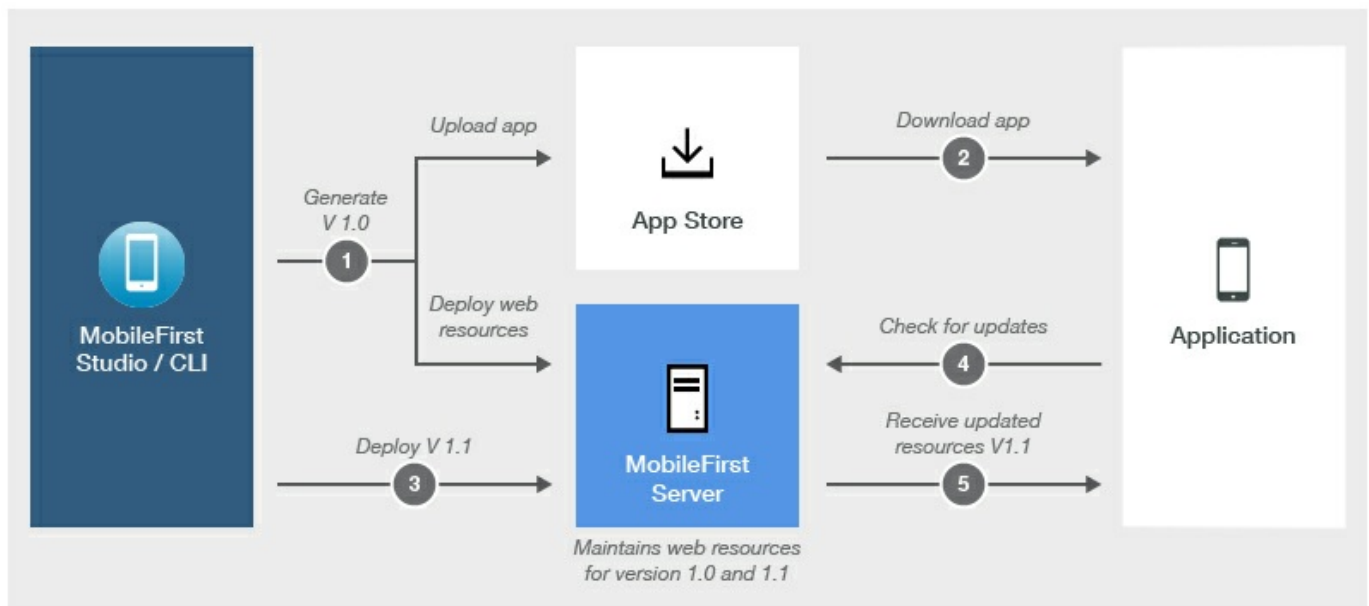 MobileFirst
Studio / CLI
Generate
V 1.0
1
Upload app
Deploy web
resources
App Store
Download app
2
Application
Deploy V 1.1
3
MobileFirst
Server
Maintains web resources
for version 1.0 and 1.1
Check for updates
4
Receive updated
resources V1.1
5